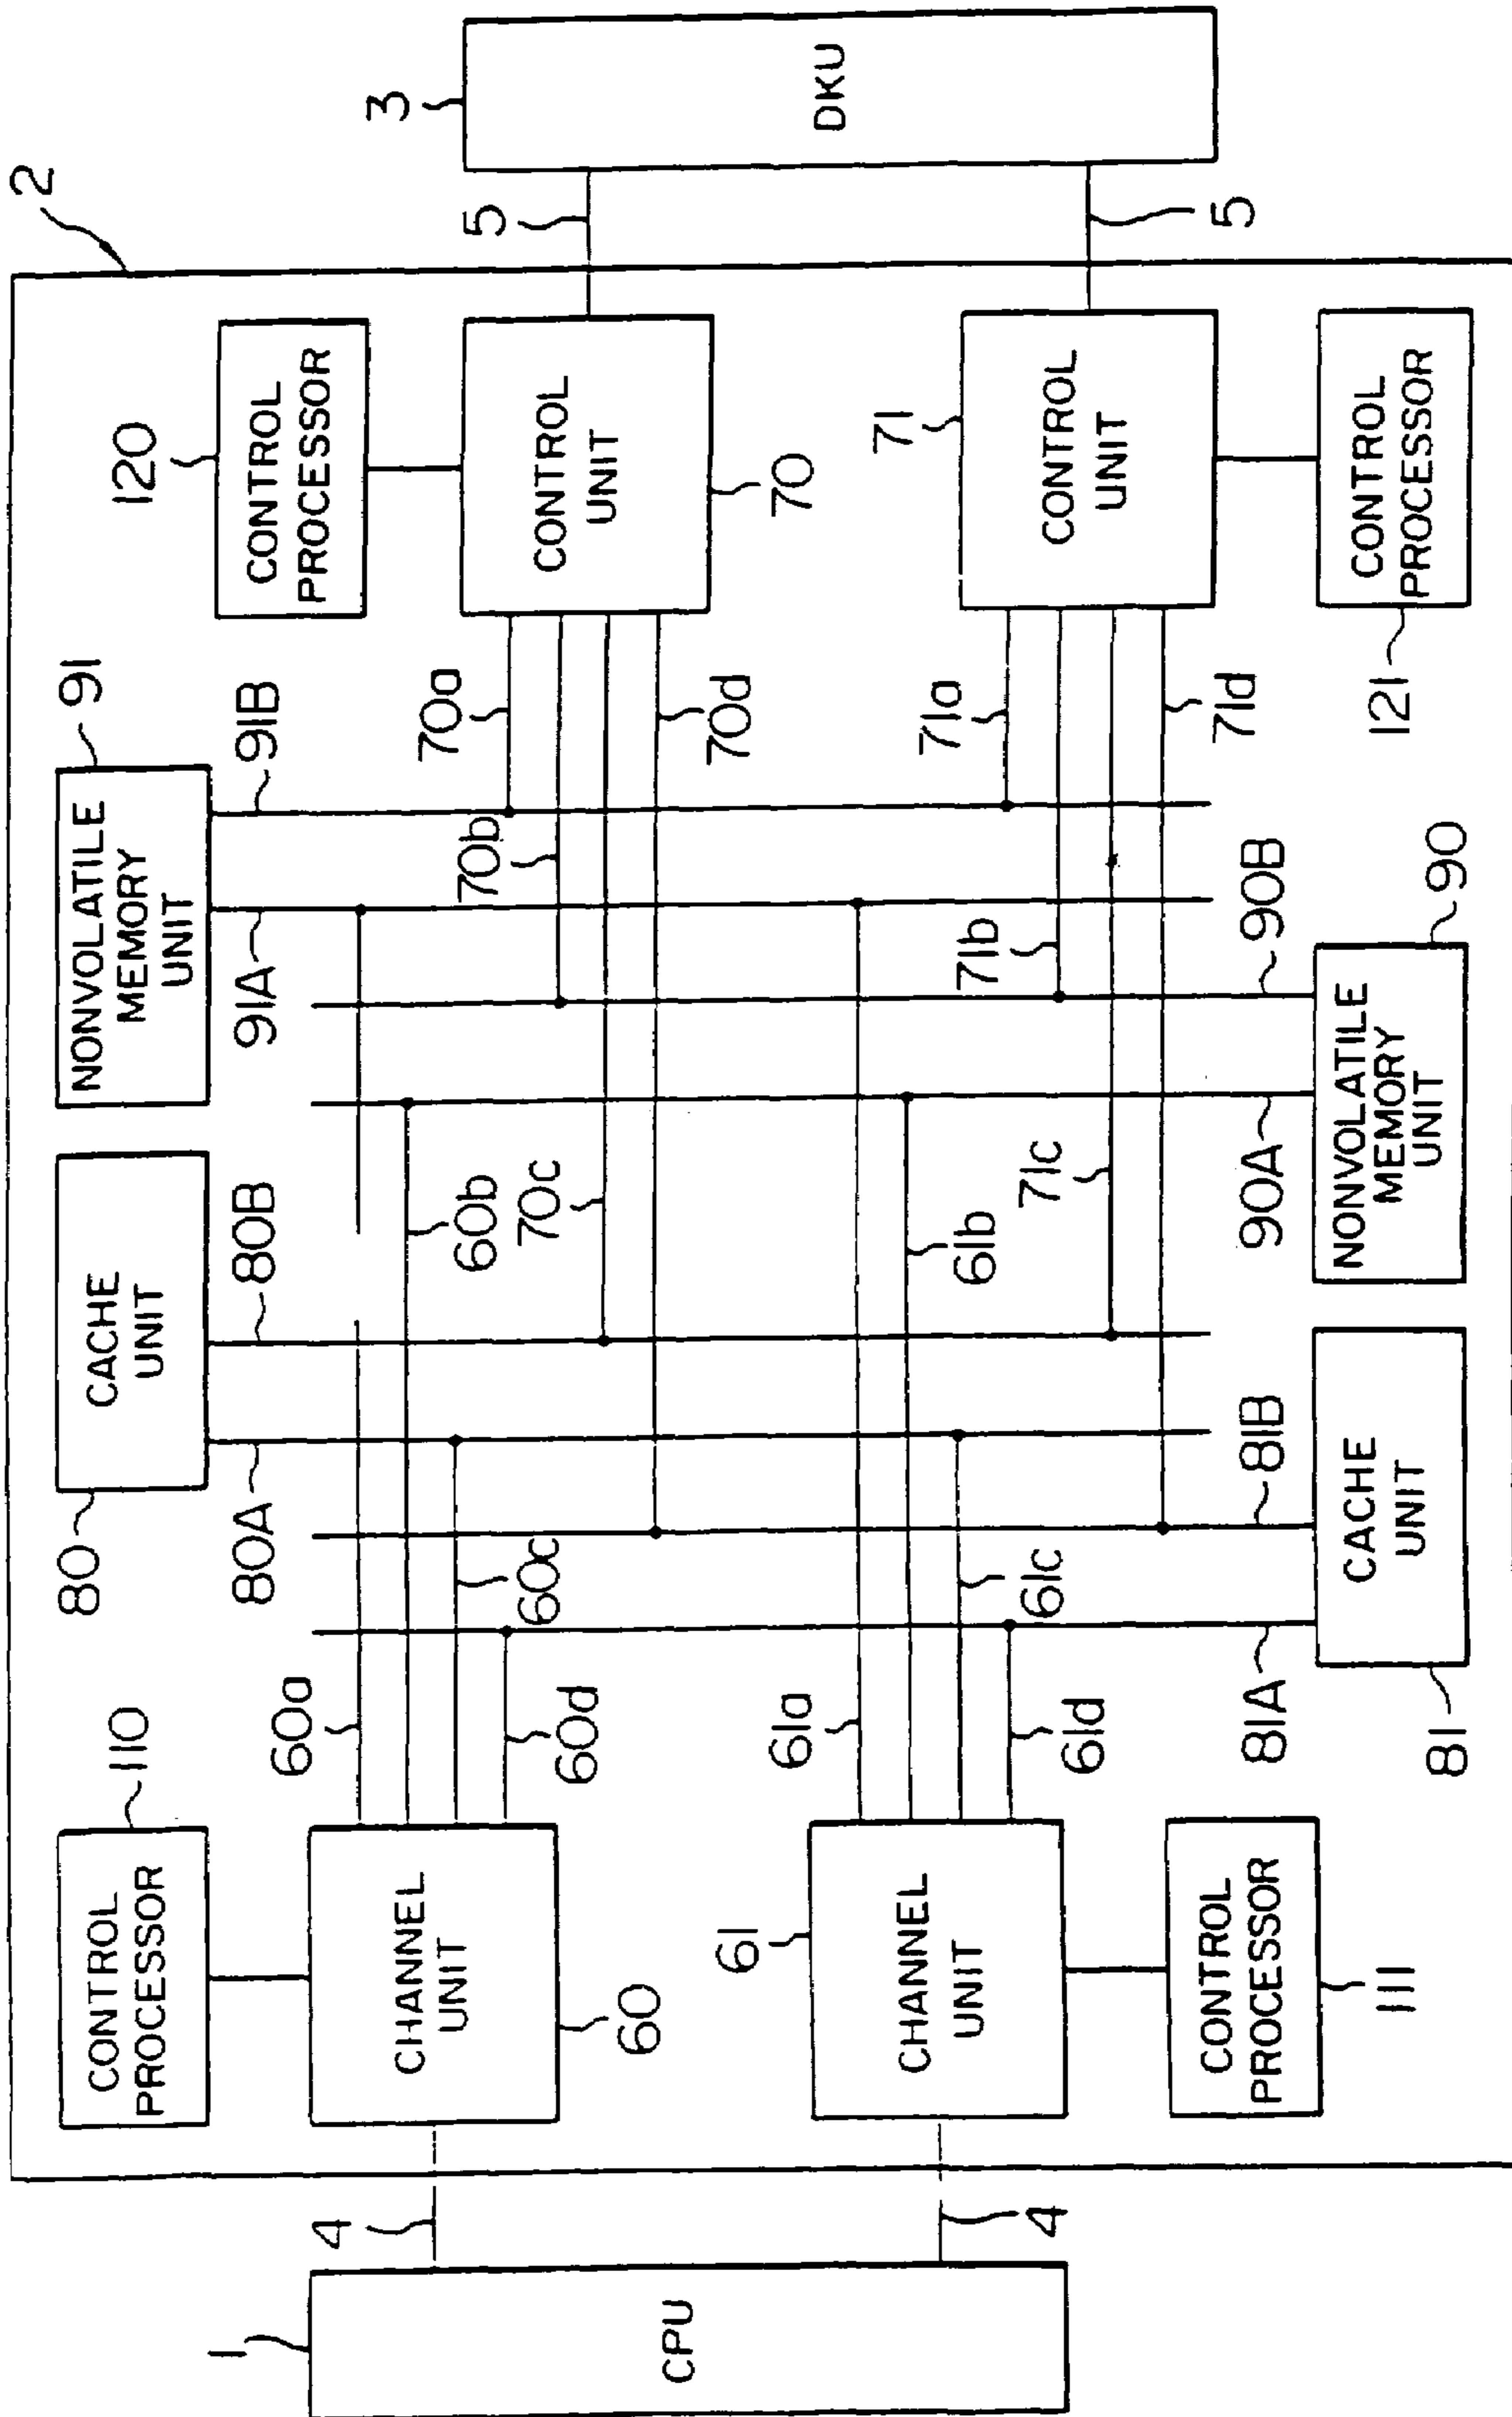 2
3
DKU
5
5
120
CONTROL
PROCESSOR
CONTROL
UNIT
70
71
CONTROL
UNIT
CONTROL
PROCESSOR
121
91
NONVOLATILE
MEMORY
UNIT
91B
91A
70a
70b
70d
71a
71b
71d
90B
90
NONVOLATILE
MEMORY
UNIT
90A
CACHE
UNIT
80B
80
80A
60b
70c
61b
71c
81B
CACHE
UNIT
81A
81
60c
61c
60a
60d
61a
61d
110
CONTROL
PROCESSOR
CHANNEL
UNIT
60
61
CHANNEL
UNIT
CONTROL
PROCESSOR
111
4
4
1
CPU